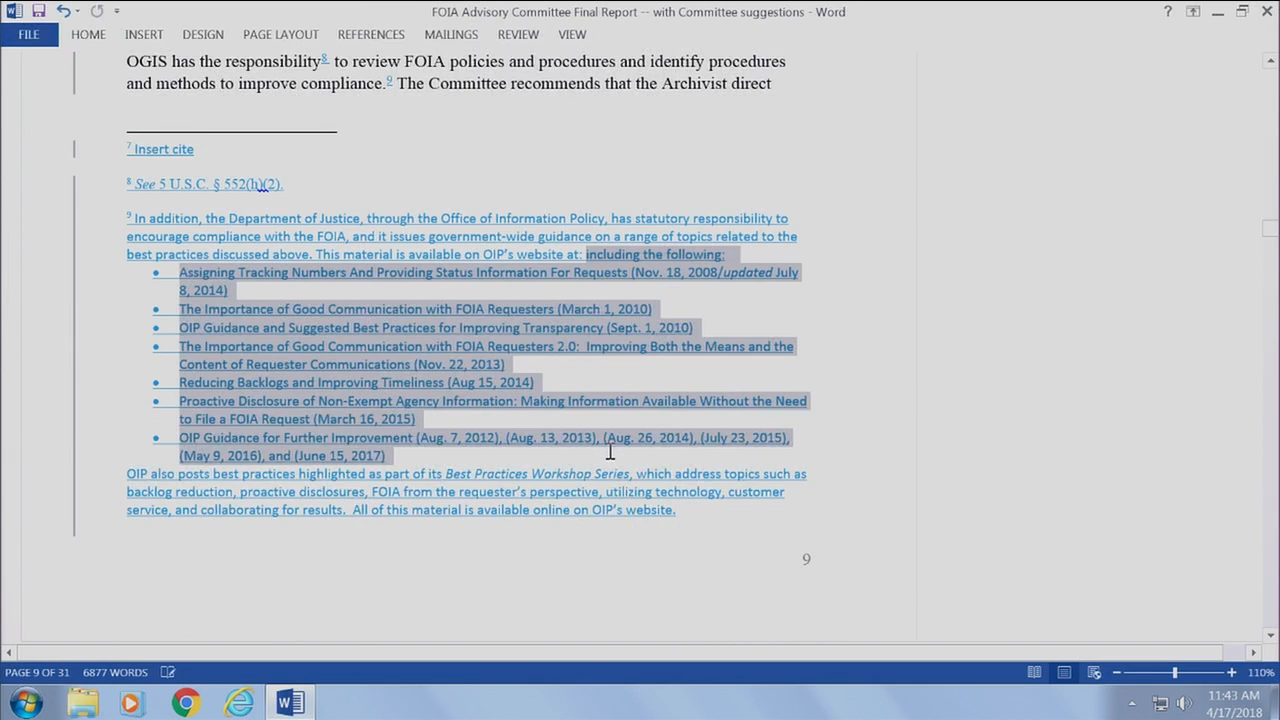 FOIA Advisory Committee Final Report -- with Committee suggestions - Word
?
FILE HOME INSERT DESIGN PAGE LAYOUT REFERENCES MAILINGS REVIEW VIEW
OGIS has the responsibility8 to review FOIA policies and procedures and identify procedures
and methods to improve compliance.9 The Committee recommends that the Archivist direct
7 Insert cite
8 See 5 U.S.C. § 552(h)(2).
9 In addition, the Department of Justice, through the Office of Information Policy, has statutory responsibility to
encourage compliance with the FOIA, and it issues government-wide guidance on a range of topics related to the
best practices discussed above. This material is available on OIP's website at: including the following:
• Assigning Tracking Numbers And Providing Status Information For Requests (Nov. 18, 2008/updated July
8, 2014)
• The Importance of Good Communication with FOIA Requesters (March 1, 2010)
• OIP Guidance and Suggested Best Practices for Improving Transparency (Sept. 1, 2010)
• The Importance of Good Communication with FOIA Requesters 2.0: Improving Both the Means and the
Content of Requester Communications (Nov. 22, 2013)
• Reducing Backlogs and Improving Timeliness (Aug 15, 2014)
• Proactive Disclosure of Non-Exempt Agency Information: Making Information Available Without the Need
to File a FOIA Request (March 16, 2015)
• OIP Guidance for Further Improvement (Aug. 7, 2012), (Aug. 13, 2013), (Aug. 26, 2014), (July 23, 2015),
(May 9, 2016), and (June 15, 2017)
OIP also posts best practices highlighted as part of its Best Practices Workshop Series, which address topics such as
backlog reduction, proactive disclosures, FOIA from the requester's perspective, utilizing technology, customer
service, and collaborating for results. All of this material is available online on OIP's website.
9
PAGE 9 OF 31 6877 WORDS 110%
11:43 AM
4/17/2018